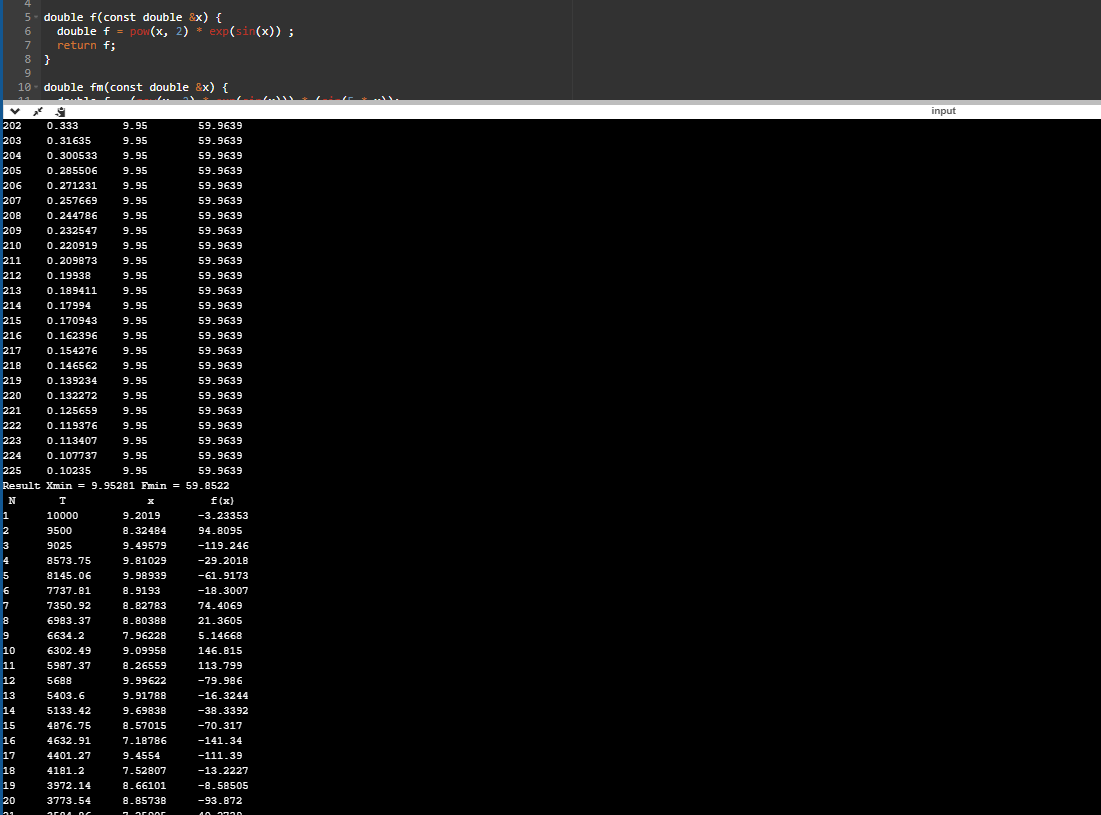 4
5 double f(const double &x) {
6 double f = pow(x, 2) * exp(sin(x)) ;
7 return f;
8 }
9
10 double fm(const double &x) {
input
202 0.333 9.95 59.9639
203 0.31635 9.95 59.9639
204 0.300533 9.95 59.9639
205 0.285506 9.95 59.9639
206 0.271231 9.95 59.9639
207 0.257669 9.95 59.9639
208 0.244786 9.95 59.9639
209 0.232547 9.95 59.9639
210 0.220919 9.95 59.9639
211 0.209873 9.95 59.9639
212 0.19938 9.95 59.9639
213 0.189411 9.95 59.9639
214 0.17994 9.95 59.9639
215 0.170943 9.95 59.9639
216 0.162396 9.95 59.9639
217 0.154276 9.95 59.9639
218 0.146562 9.95 59.9639
219 0.139234 9.95 59.9639
220 0.132272 9.95 59.9639
221 0.125659 9.95 59.9639
222 0.119376 9.95 59.9639
223 0.113407 9.95 59.9639
224 0.107737 9.95 59.9639
225 0.10235 9.95 59.9639
Result Xmin = 9.95281 Fmin = 59.8522
N T x f(x)
1 10000 9.2019 -3.23353
2 9500 8.32484 94.8095
3 9025 9.49579 -119.246
4 8573.75 9.81029 -29.2018
5 8145.06 9.98939 -61.9173
6 7737.81 8.9193 -18.3007
7 7350.92 8.82783 74.4069
8 6983.37 8.80388 21.3605
9 6634.2 7.96228 5.14668
10 6302.49 9.09958 146.815
11 5987.37 8.26559 113.799
12 5688 9.99622 -79.986
13 5403.6 9.91788 -16.3244
14 5133.42 9.69838 -38.3392
15 4876.75 8.57015 -70.317
16 4632.91 7.18786 -141.34
17 4401.27 9.4554 -111.39
18 4181.2 7.52807 -13.2227
19 3972.14 8.66101 -8.58505
20 3773.54 8.85738 -93.872